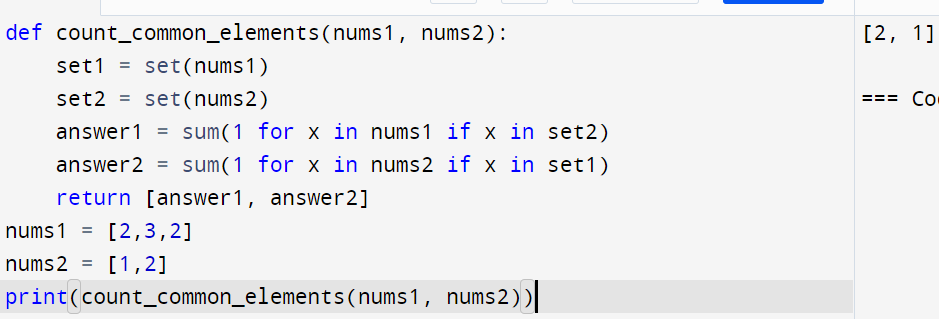 def count_common_elements(nums1, nums2):
    set1 = set(nums1)
    set2 = set(nums2)
    answer1 = sum(1 for x in nums1 if x in set2)
    answer2 = sum(1 for x in nums2 if x in set1)
    return [answer1, answer2]
nums1 = [2,3,2]
nums2 = [1,2]
print(count_common_elements(nums1, nums2))
[2, 1]
===